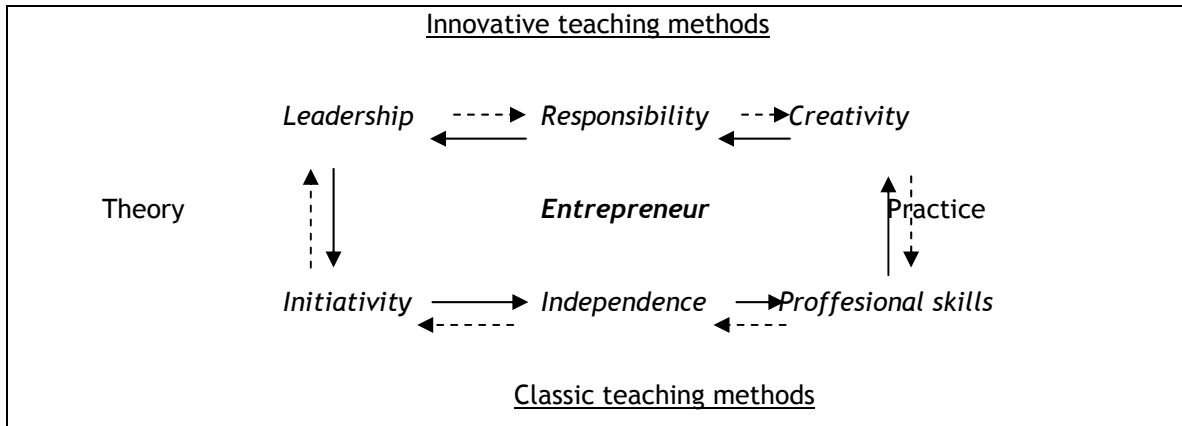 Innovative teaching methods
Leadership Responsibility Creativity
Theory Entrepreneur Practice
Initiativity Independence Proffesional skills
Classic teaching methods